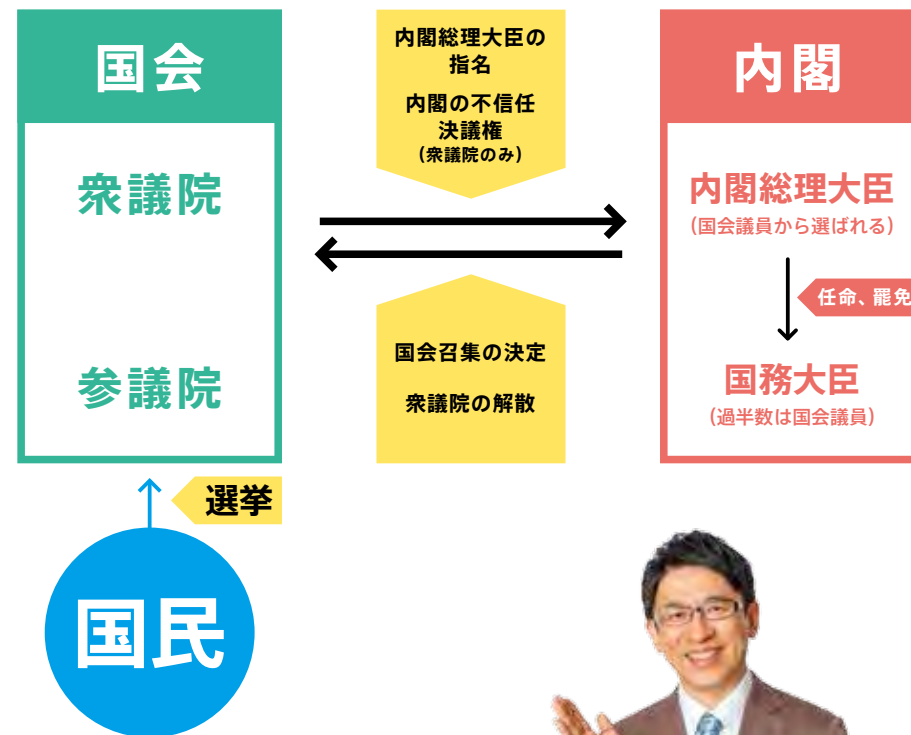 国会
衆議院
参議院
内閣総理大臣の
指名
内閣の不信任
決議権
(衆議院のみ)
国会召集の決定
衆議院の解散
内閣
内閣総理大臣
(国会議員から選ばれる)
任命、罷免
国務大臣
(過半数は国会議員)
選挙
国民